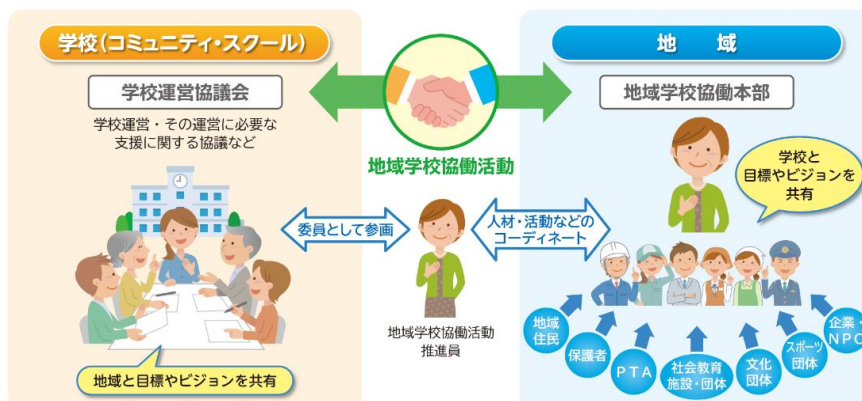 学校(コミュニティ・スクール)
学校運営協議会
学校運営・その運営に必要な
支援に関する協議など
地域と目標やビジョンを共有
地域学校協働活動
委員として参画
人材・活動などの
コーディネート
地域学校協働活動
推進員
地　域
地域学校協働本部
学校と
目標やビジョンを
共有
地域
住民
保護者
PTA
社会教育
施設・団体
文化
団体
スポーツ
団体
企業・
NPO